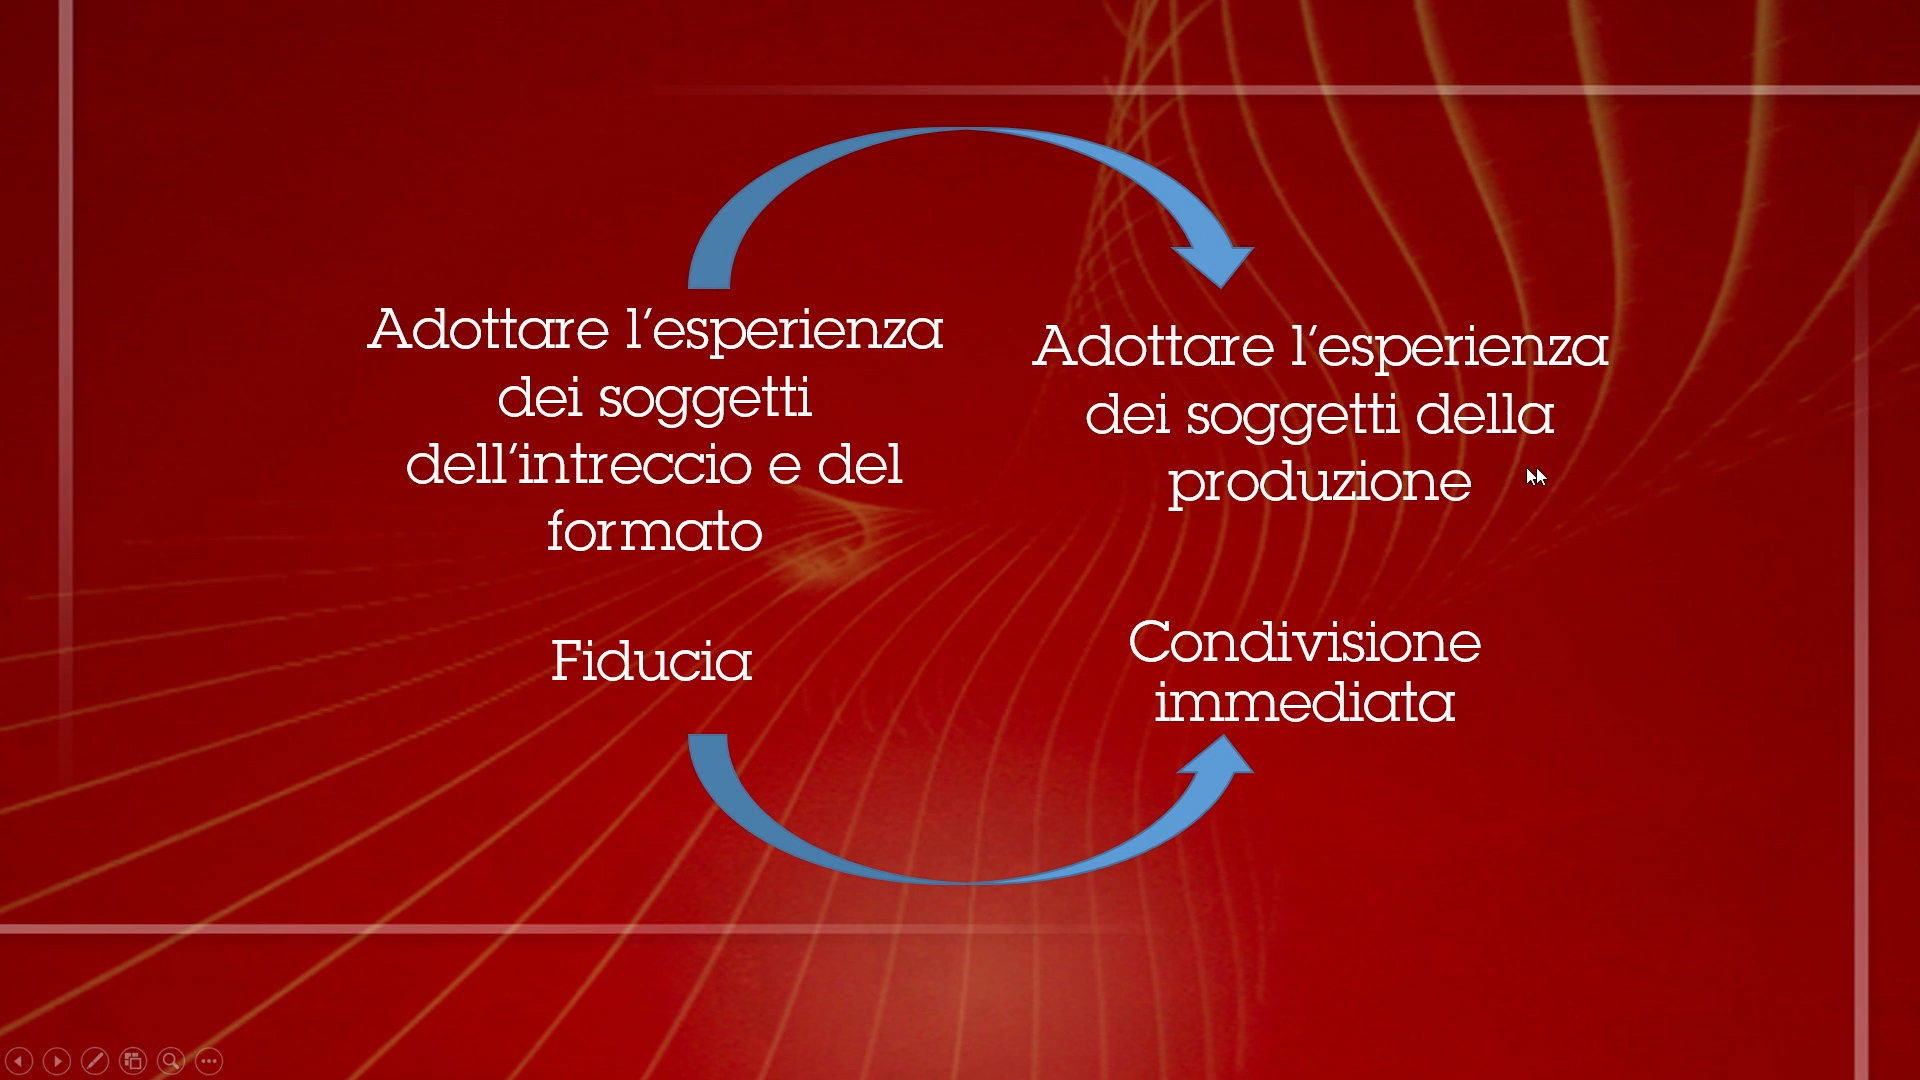 Adottare l’esperienza
dei soggetti
dell’intreccio e del
formato
Adottare l’esperienza
dei soggetti della
produzione
Fiducia
Condivisione
immediata